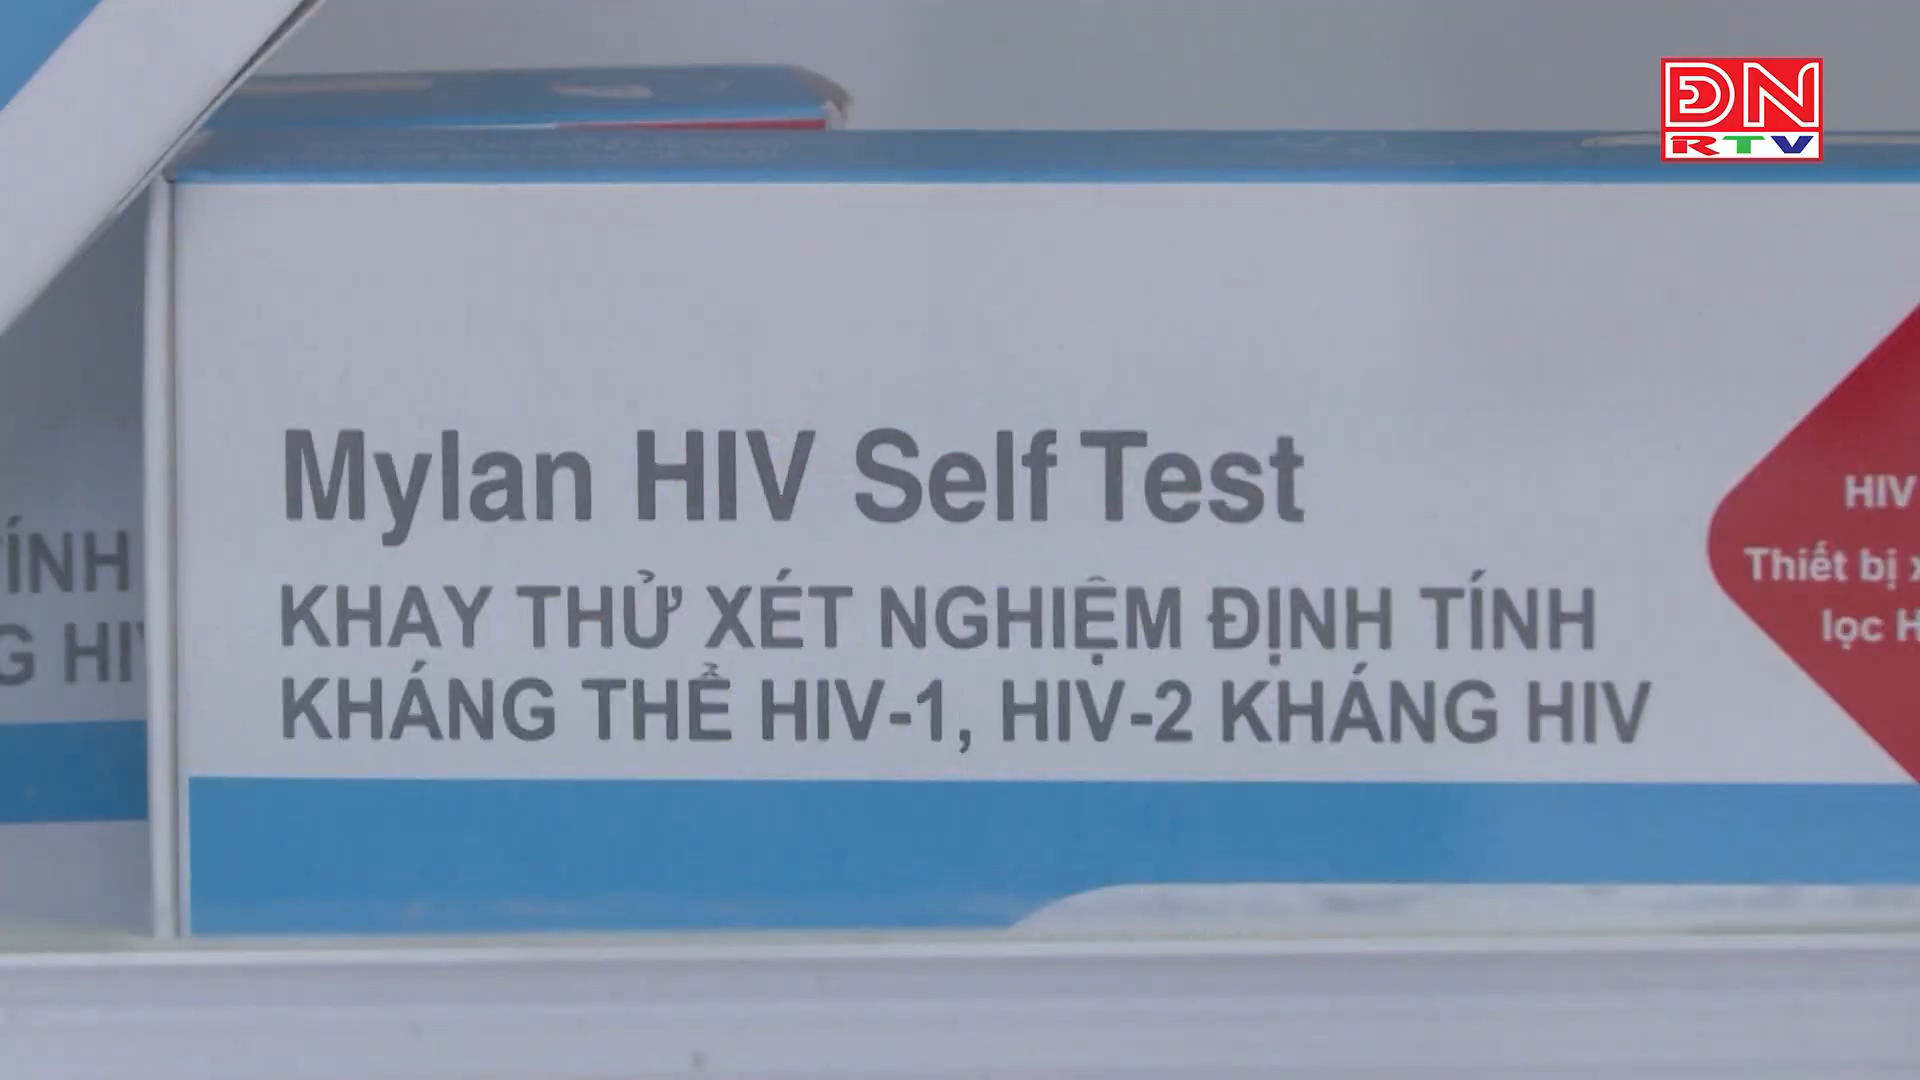 ĐN
RTV
Mylan HIV Self Test
KHAY THỬ XÉT NGHIỆM ĐỊNH TÍNH
KHÁNG THỂ HIV-1, HIV-2 KHÁNG HIV
HIV
Thiết bị
lọc
TÍNH